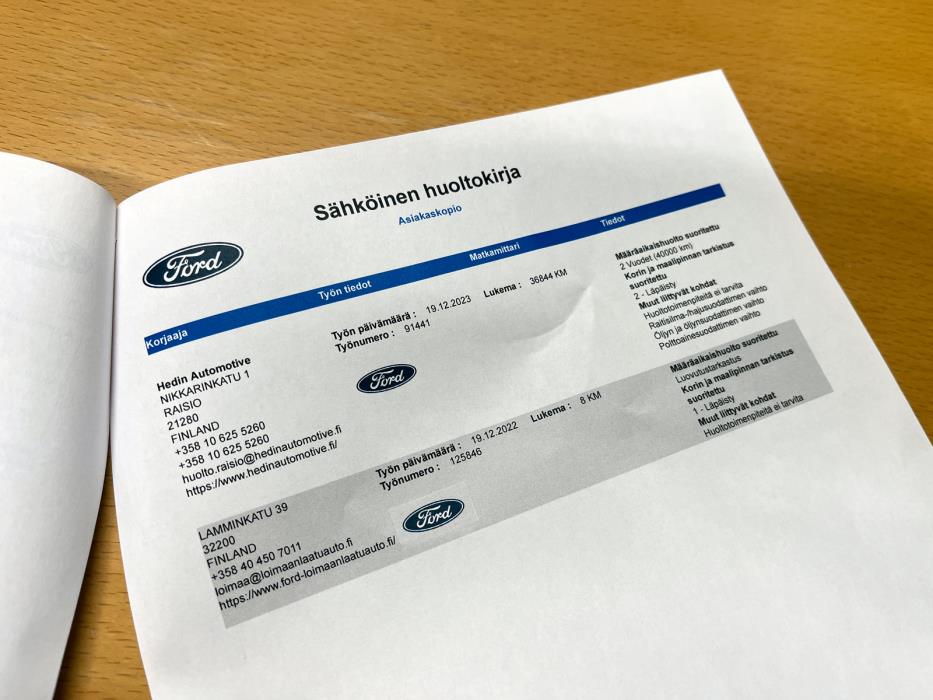 Sähköinen huoltokirja
Asiakaskopio
Ford
Korjaaja Työn tiedot Matkamittari Tiedot
Hedin Automotive
NIKKARINKATU 1
RAISIO
21280
FINLAND
+358 10 625 5260
+358 10 625 5260
huolto.raisio@hedinautomotive.fi
https://www.hedinautomotive.fi/
Työn päivämäärä : 19.12.2023 Lukema : 36844 KM
Työnumero : 91441
Ford
Määräaikaishuolto suoritettu
2 Vuodet (40000 km)
Korin ja maalipinnan tarkistus
suoritettu
2 - Läpäisty
Muut liittyvät kohdat
Huoltotoimenpiteitä ei tarvita
Raitisilma-/hajusuodattimen vaihto
Öljyn ja öljynsuodattimen vaihto
Polttoainesuodattimen vaihto
LAMMINKATU 39
32200
FINLAND
+358 40 450 7011
loimaa@loimaanlaatuauto.fi
https://www.ford-loimaanlaatuauto.fi/
Työn päivämäärä : 19.12.2022 Lukema : 8 KM
Työnumero : 125846
Ford
Määräaikaishuolto suoritettu
Luovutustarkastus
Korin ja maalipinnan tarkistus
suoritettu
1 - Läpäisty
Muut liittyvät kohdat
Huoltotoimenpiteitä ei tarvita